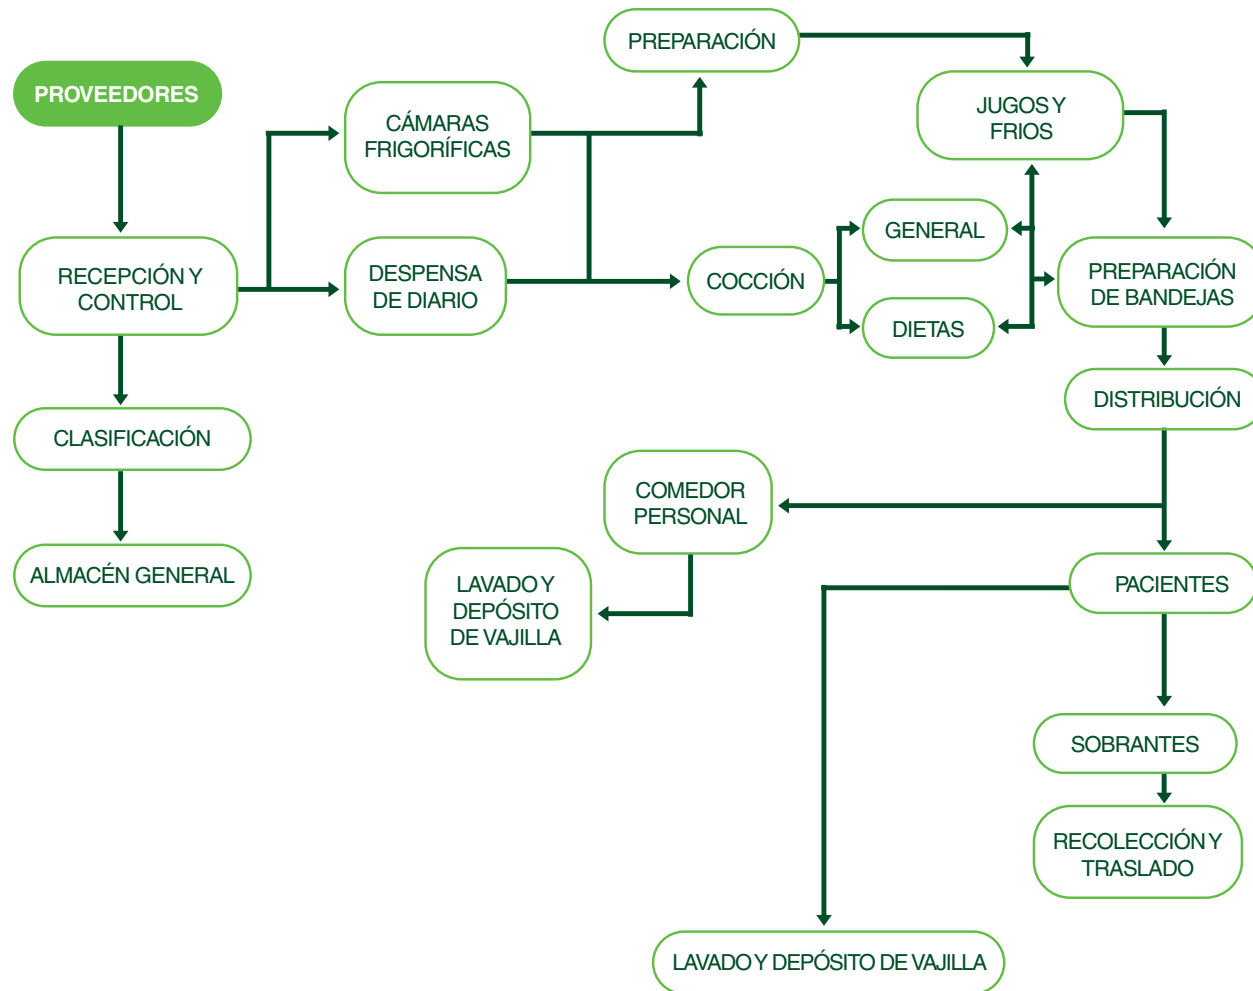 PREPARACIÓN
PROVEEDORES
CÁMARAS
FRIGORÍFICAS
JUGOS Y
FRIOS
RECEPCIÓN Y
CONTROL
DESPENSA
DE DIARIO
COCCIÓN
GENERAL
DIETAS
PREPARACIÓN
DE BANDEJAS
DISTRIBUCIÓN
CLASIFICACIÓN
COMEDOR
PERSONAL
ALMACÉN GENERAL
LAVADO Y
DEPÓSITO
DE VAJILLA
PACIENTES
SOBRANTES
RECOLECCIÓN Y
TRASLADO
LAVADO Y DEPÓSITO DE VAJILLA